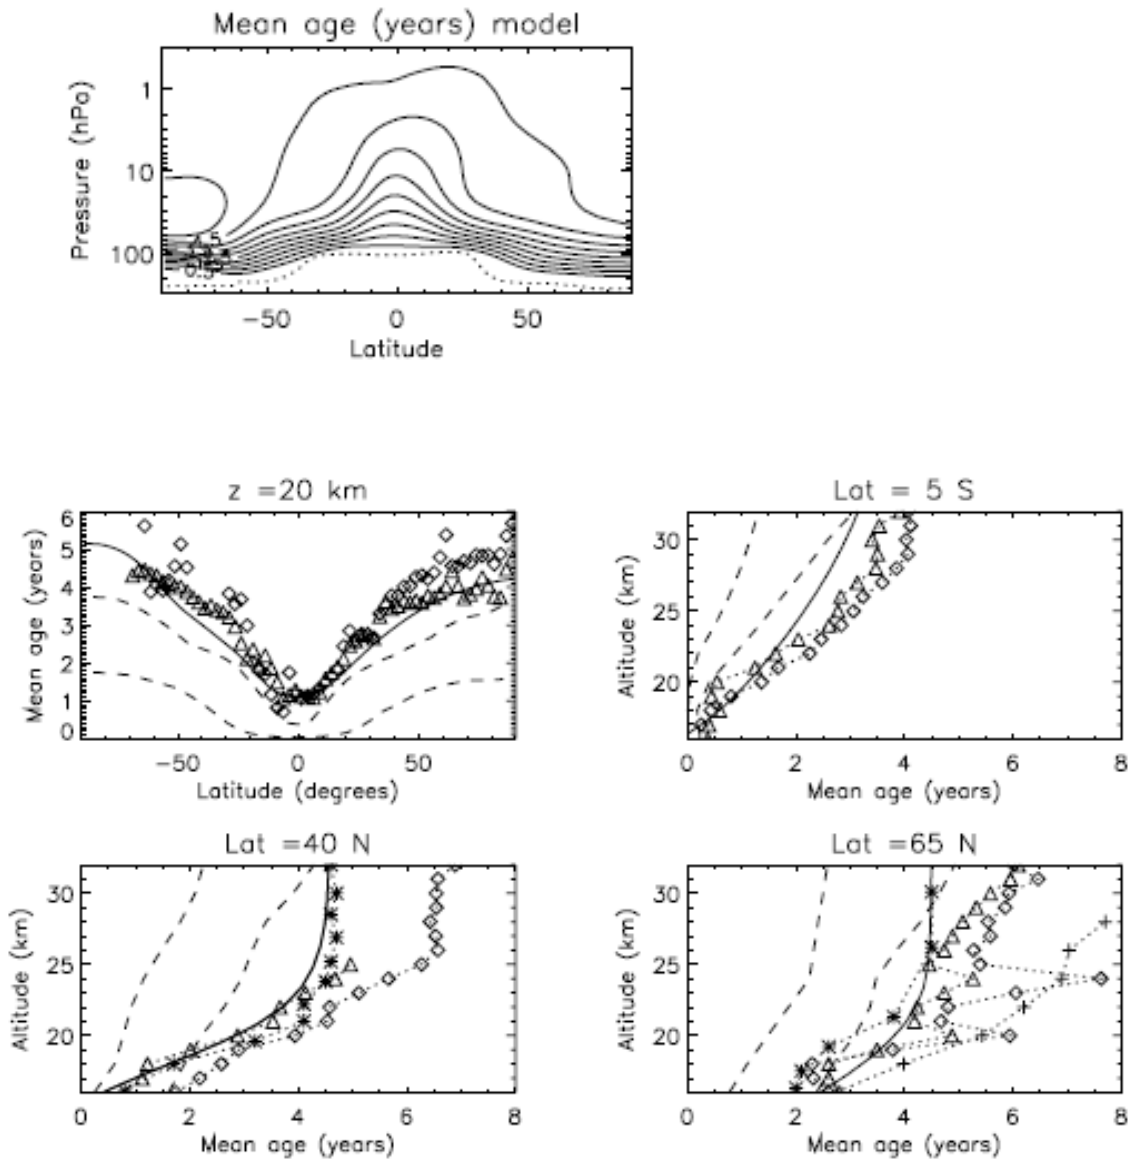 Mean age (years) model
Pressure (hPa)
1
10
100
-50 0 50
Latitude
z =20 km
Mean age (years)
6
5
4
3
2
1
0
-50 0 50
Latitude (degrees)
Lat = 5 S
Altitude (km)
30
25
20
0 2 4 6 8
Mean age (years)
Lat =40 N
Altitude (km)
30
25
20
0 2 4 6 8
Mean age (years)
Lat =65 N
Altitude (km)
30
25
20
0 2 4 6 8
Mean age (years)